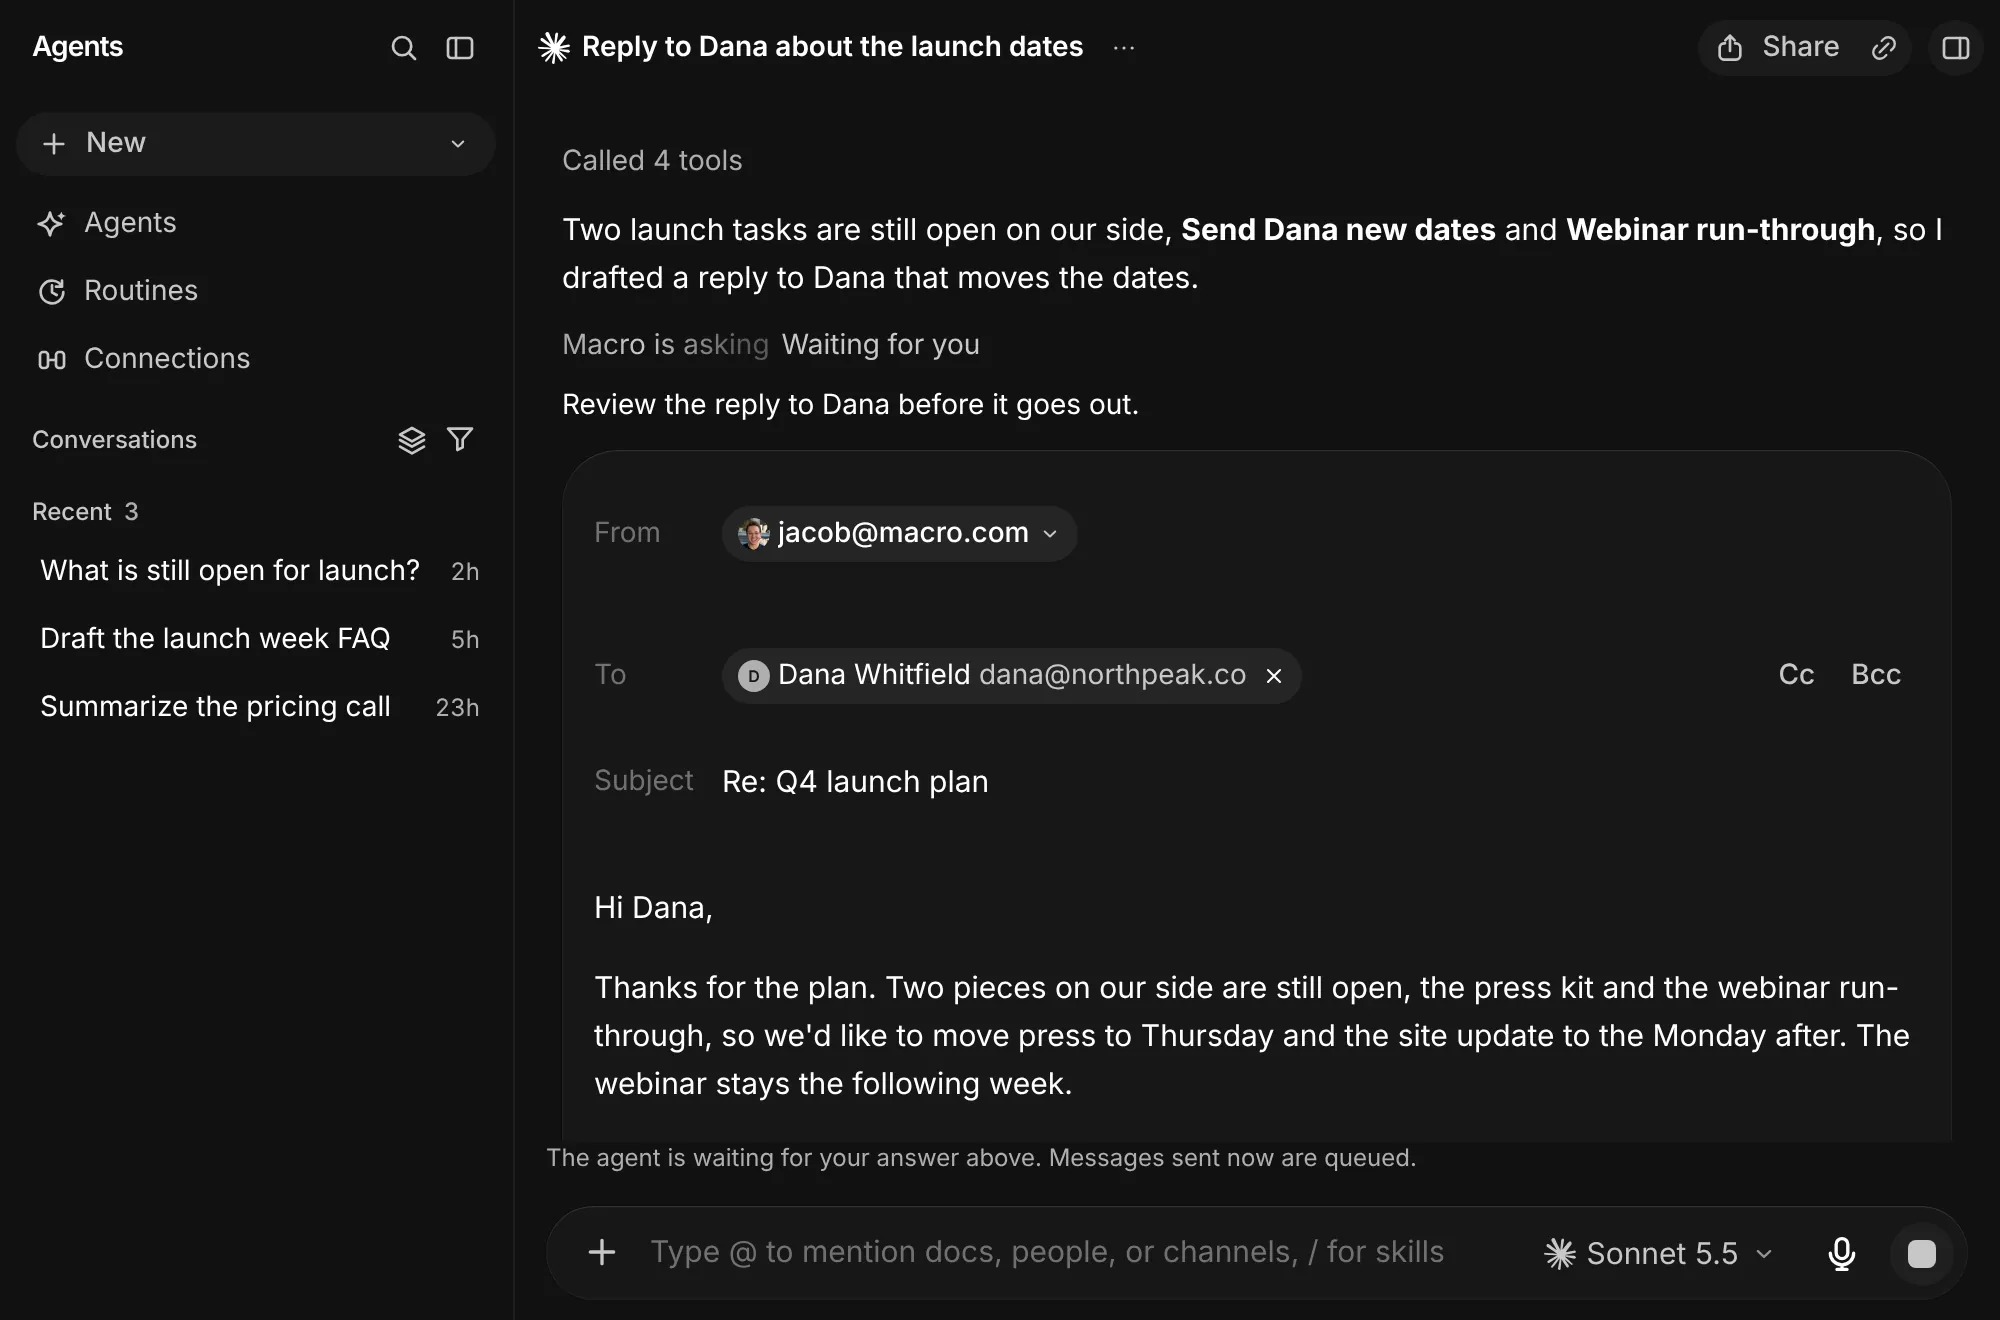 Agents
New
Agents
Routines
Connections
Conversations
Recent 3
What is still open for launch? 2h
Draft the launch week FAQ 5h
Summarize the pricing call 23h
Reply to Dana about the launch dates
Share
Called 4 tools
Two launch tasks are still open on our side, Send Dana new dates and Webinar run-through, so I
drafted a reply to Dana that moves the dates.
Macro is asking Waiting for you
Review the reply to Dana before it goes out.
From jacob@macro.com
To D Dana Whitfield dana@northpeak.co Cc Bcc
Subject Re: Q4 launch plan
Hi Dana,
Thanks for the plan. Two pieces on our side are still open, the press kit and the webinar run-
through, so we'd like to move press to Thursday and the site update to the Monday after. The
webinar stays the following week.
The agent is waiting for your answer above. Messages sent now are queued.
Type @ to mention docs, people, or channels, / for skills Sonnet 5.5